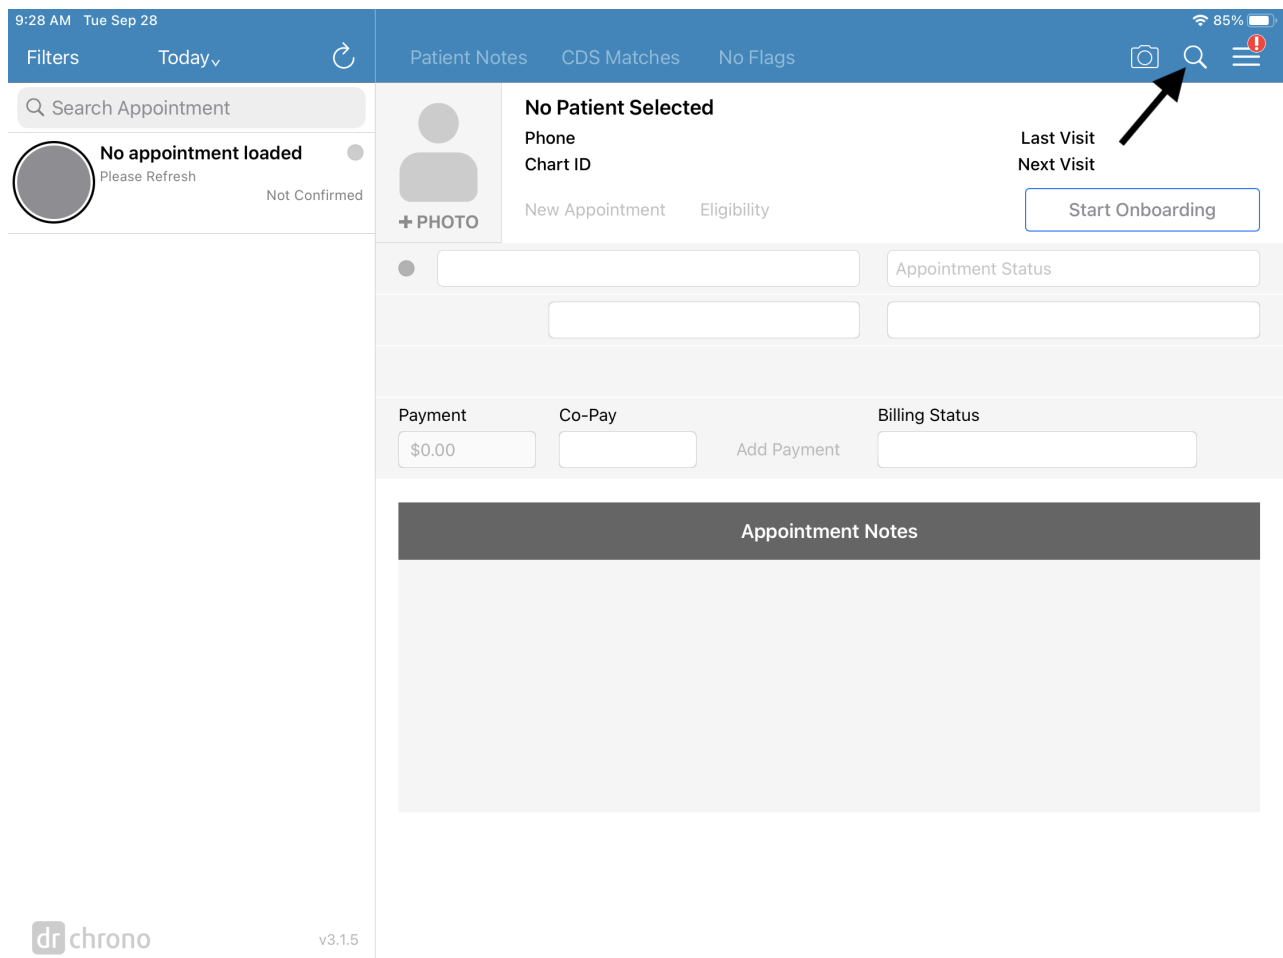 9:28 AM Tue Sep 28
85%
Filters
Today
Patient Notes
CDS Matches
No Flags
Search Appointment
No appointment loaded
Please Refresh
Not Confirmed
+ PHOTO
No Patient Selected
Phone
Chart ID
Last Visit
Next Visit
New Appointment
Eligibility
Start Onboarding
Appointment Status
Payment
Co-Pay
Billing Status
$0.00
Add Payment
Appointment Notes
dr chrono
v3.1.5